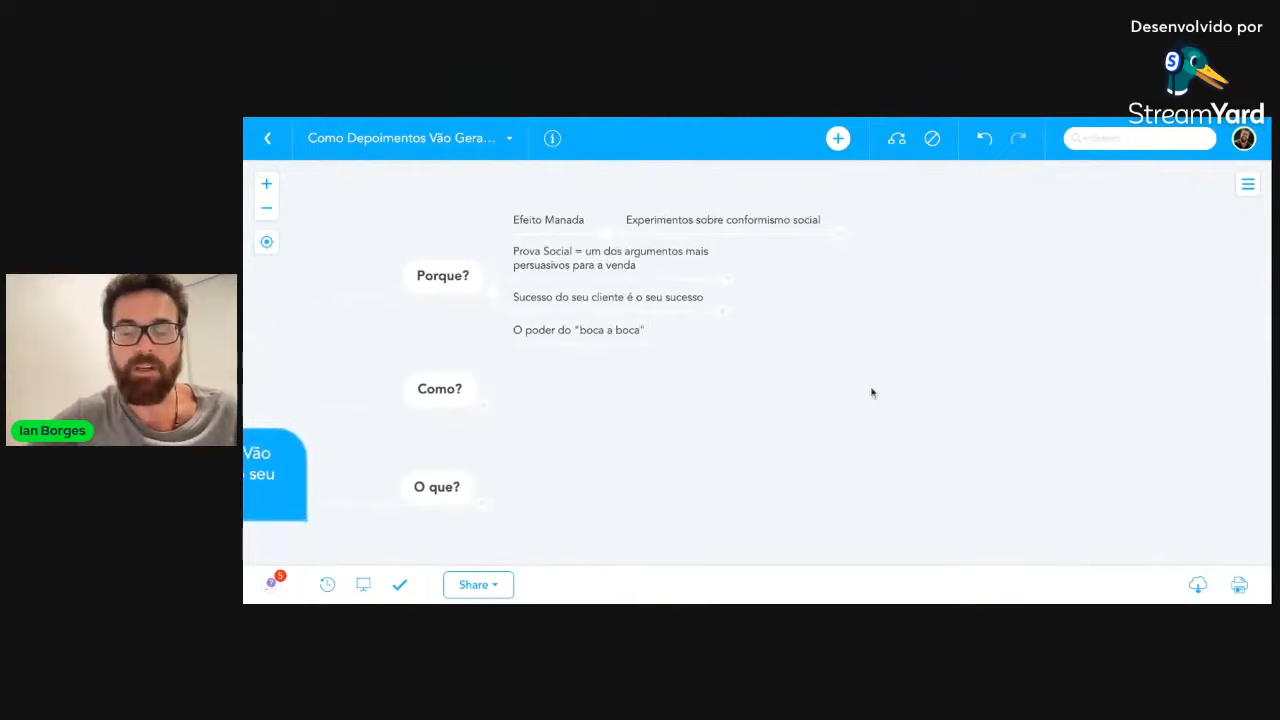 Desenvolvido por
StreamYard
Como Depoimentos Vão Gera...
Efeito Manada
Experimentos sobre conformismo social
Prova Social = um dos argumentos mais
persuasivos para a venda
Porque?
Sucesso do seu cliente é o seu sucesso
O poder do "boca a boca"
Como?
Ian Borges
Vão
seu
O que?
5
Share